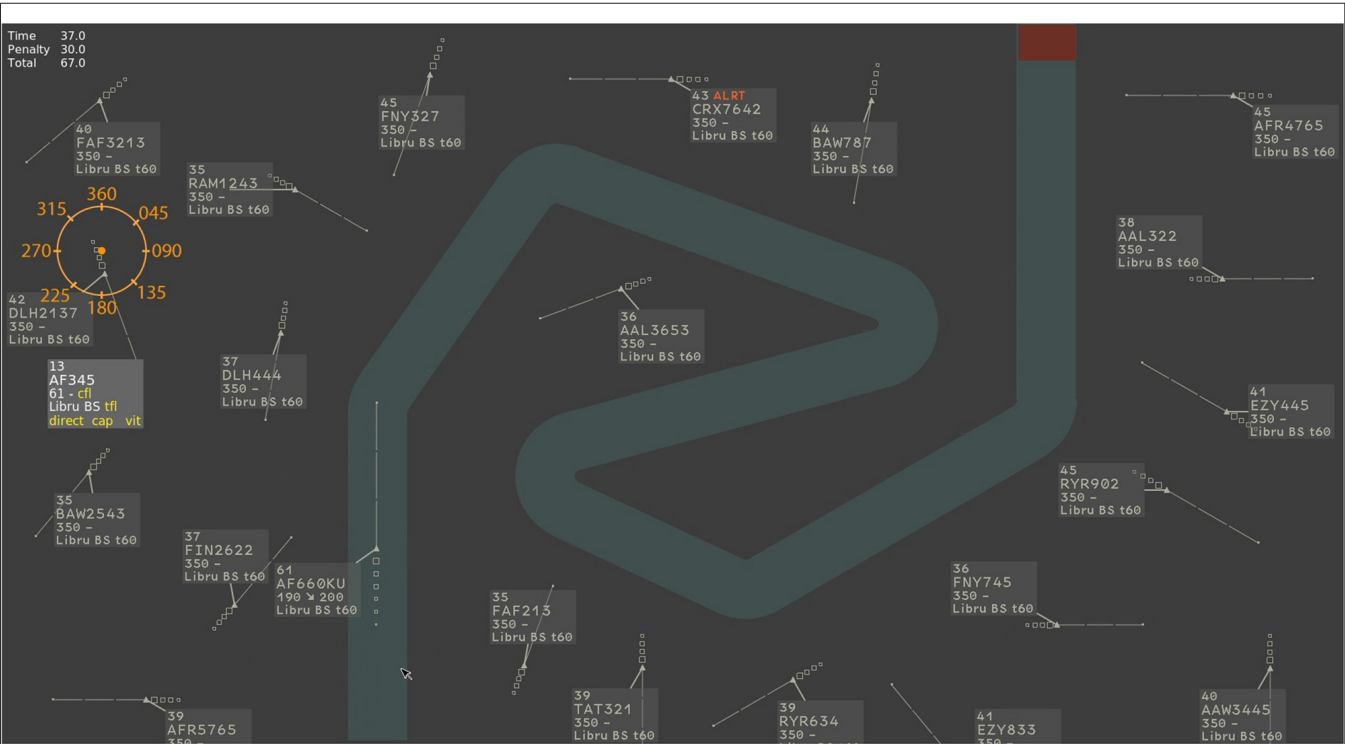 Time 37.0
Penalty 30.0
Total 67.0
40
FAF3213
350 –
Libru BS t60
45
FNY327
350 –
Libru BS t60
43 ALRT
CRX7642
350 –
Libru BS t60
44
BAW787
350 –
Libru BS t60
45
AFR4765
350 –
Libru BS t60
35
RAM1243
350 –
Libru BS t60
360
315
045
270
090
225
135
180
42
DLH2137
350 –
Libru BS t60
38
AAL322
350 –
Libru BS t60
36
AAL3653
350 –
Libru BS t60
37
DLH444
350 –
Libru BS t60
13
AF345
61 - cfl
Libru BS tfl
direct cap vit
41
EZY445
350 –
Libru BS t60
45
RYR902
350 –
Libru BS t60
35
BAW2543
350 –
Libru BS t60
37
FIN2622
350 –
Libru BS t60
61
AF660KU
190 ↘ 200
Libru BS t60
35
FAF213
350 –
Libru BS t60
36
FNY745
350 –
Libru BS t60
39
TAT321
350 –
Libru BS t60
39
RYR634
350 –
40
AAW3445
350 –
Libru BS t60
39
AFR5765
350 –
41
EZY833
350 –